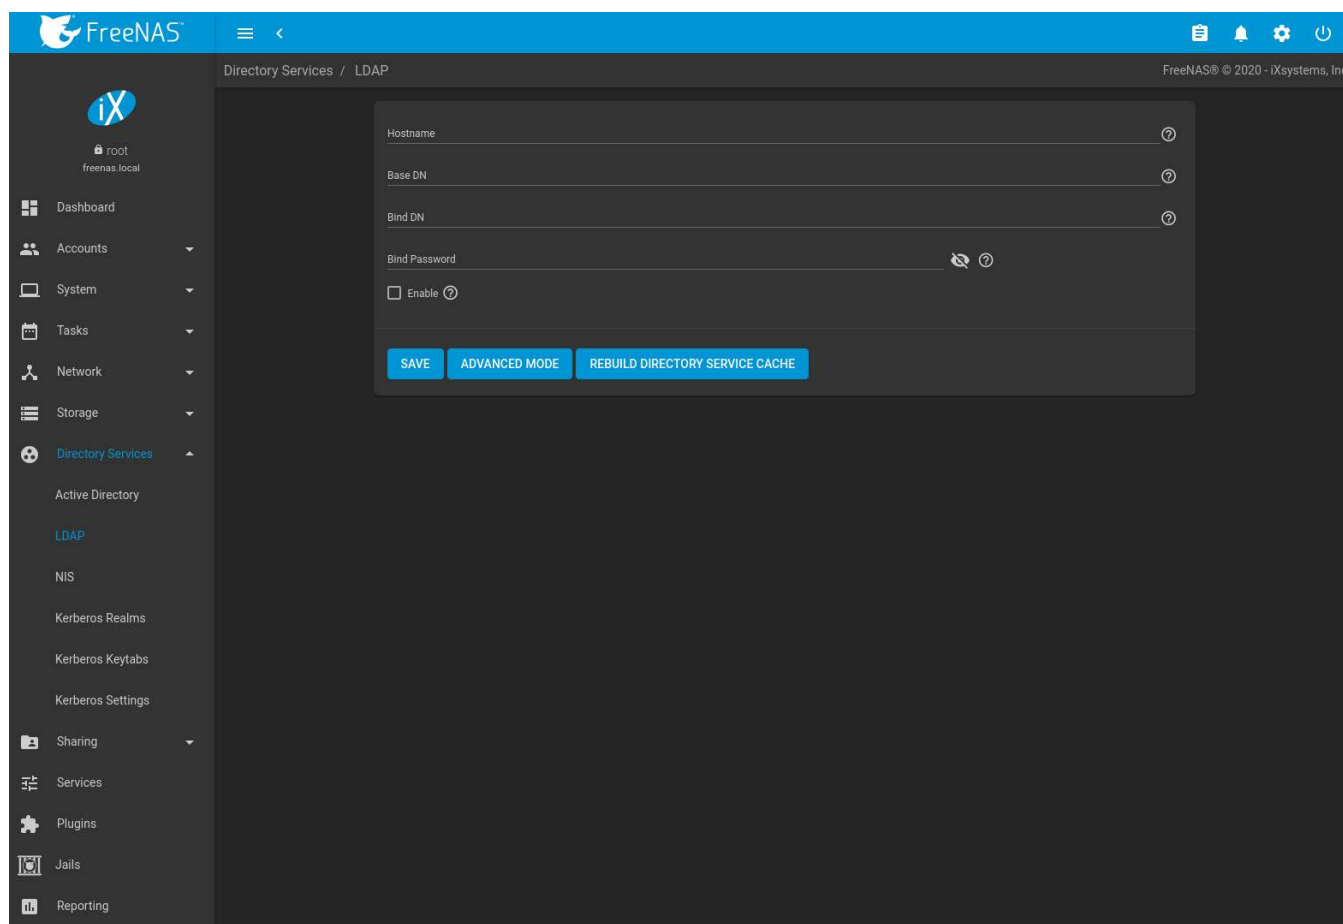 FreeNAS
Directory Services / LDAP
FreeNAS® © 2020 - iXsystems, Inc
iX
root
freenas.local
Dashboard
Accounts
System
Tasks
Network
Storage
Directory Services
Active Directory
LDAP
NIS
Kerberos Realms
Kerberos Keytabs
Kerberos Settings
Sharing
Services
Plugins
Jails
Reporting
Hostname
Base DN
Bind DN
Bind Password
Enable
SAVE ADVANCED MODE REBUILD DIRECTORY SERVICE CACHE